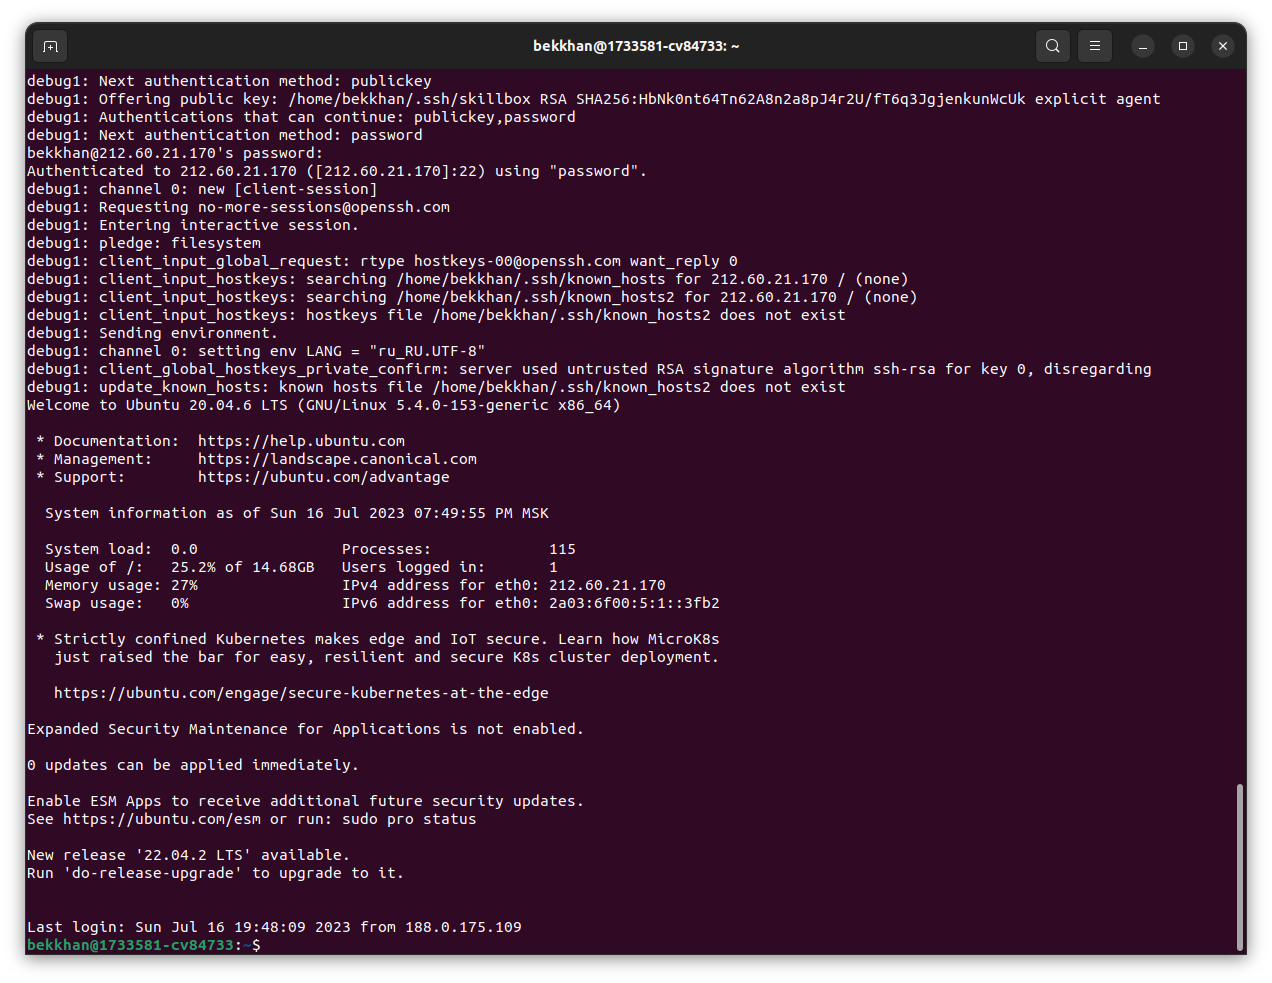 bekkhan@1733581-cv84733: ~
debug1: Next authentication method: publickey
debug1: Offering public key: /home/bekkhan/.ssh/skillbox RSA SHA256:HbNk0nt64Tn62A8n2a8pJ4r2U/fT6q3JgjenkunWcUk explicit agent
debug1: Authentications that can continue: publickey,password
debug1: Next authentication method: password
bekkhan@212.60.21.170's password:
Authenticated to 212.60.21.170 ([212.60.21.170]:22) using "password".
debug1: channel 0: new [client-session]
debug1: Requesting no-more-sessions@openssh.com
debug1: Entering interactive session.
debug1: pledge: filesystem
debug1: client_input_global_request: rtype hostkeys-00@openssh.com want_reply 0
debug1: client_input_hostkeys: searching /home/bekkhan/.ssh/known_hosts for 212.60.21.170 / (none)
debug1: client_input_hostkeys: searching /home/bekkhan/.ssh/known_hosts2 for 212.60.21.170 / (none)
debug1: client_input_hostkeys: hostkeys file /home/bekkhan/.ssh/known_hosts2 does not exist
debug1: Sending environment.
debug1: channel 0: setting env LANG = "ru_RU.UTF-8"
debug1: client_global_hostkeys_private_confirm: server used untrusted RSA signature algorithm ssh-rsa for key 0, disregarding
debug1: update_known_hosts: known hosts file /home/bekkhan/.ssh/known_hosts2 does not exist
Welcome to Ubuntu 20.04.6 LTS (GNU/Linux 5.4.0-153-generic x86_64)
* Documentation:  https://help.ubuntu.com
* Management:     https://landscape.canonical.com
* Support:        https://ubuntu.com/advantage
System information as of Sun 16 Jul 2023 07:49:55 PM MSK
System load:  0.0                Processes:             115
Usage of /:   25.2% of 14.68GB   Users logged in:       1
Memory usage: 27%                IPv4 address for eth0: 212.60.21.170
Swap usage:   0%                 IPv6 address for eth0: 2a03:6f00:5:1::3fb2
* Strictly confined Kubernetes makes edge and IoT secure. Learn how MicroK8s
just raised the bar for easy, resilient and secure K8s cluster deployment.
https://ubuntu.com/engage/secure-kubernetes-at-the-edge
Expanded Security Maintenance for Applications is not enabled.
0 updates can be applied immediately.
Enable ESM Apps to receive additional future security updates.
See https://ubuntu.com/esm or run: sudo pro status
New release '22.04.2 LTS' available.
Run 'do-release-upgrade' to upgrade to it.
Last login: Sun Jul 16 19:48:09 2023 from 188.0.175.109
bekkhan@1733581-cv84733:~$